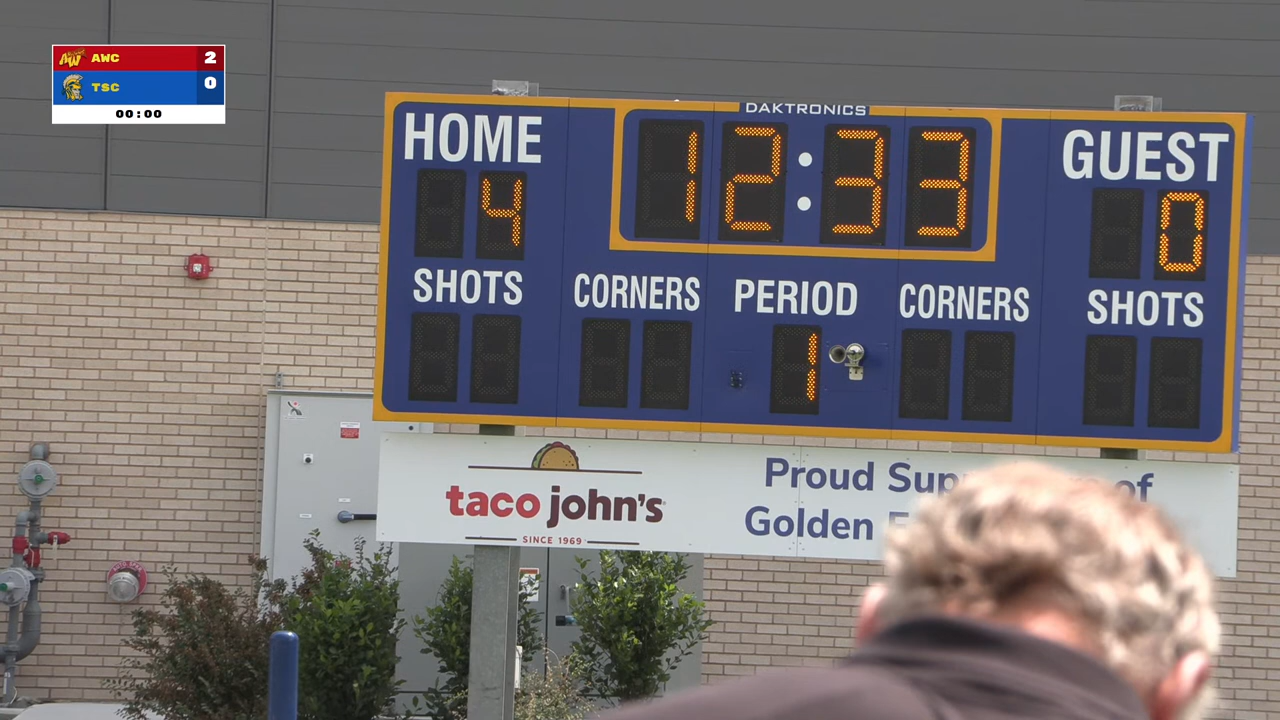 AWC 2
TSC 0
00:00
DAKTRONICS
HOME 12:33 GUEST
4 0
SHOTS CORNERS PERIOD CORNERS SHOTS
1
taco john's
SINCE 1969
Proud of
Golden